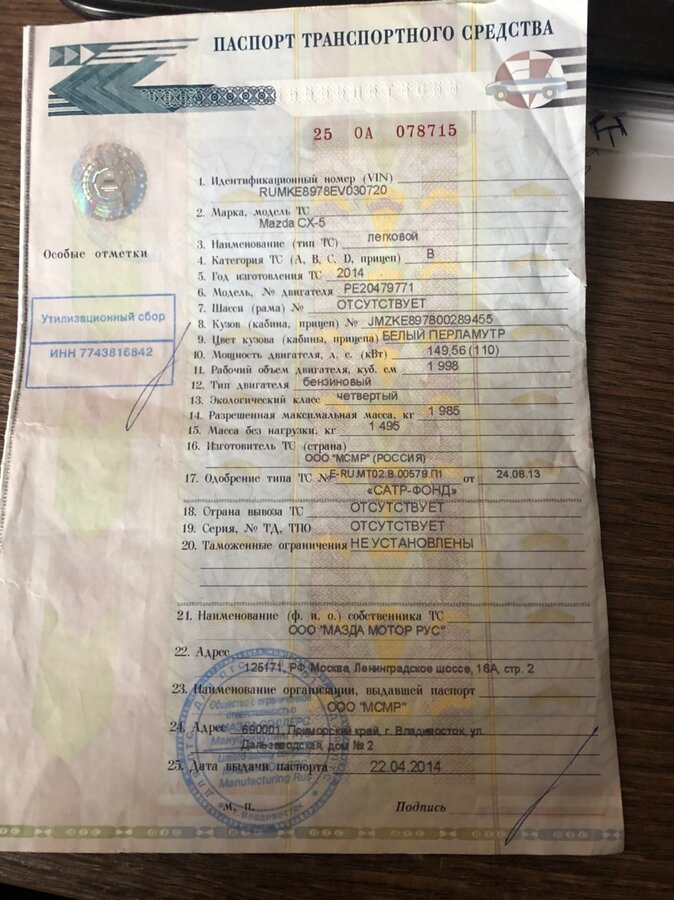 ПАСПОРТ ТРАНСПОРТНОГО СРЕДСТВА
25 ОА 078715
1. Идентификационный номер (VIN)
RUMKE8978EV030720
2. Марка, модель ТС
Mazda CX-5
3. Наименование (тип ТС) легковой
4. Категория ТС (А, В, С, D, прицеп) B
5. Год изготовления ТС 2014
6. Модель, № двигателя PE20479771
7. Шасси (рама) № ОТСУТСТВУЕТ
8. Кузов (кабина, прицеп) № JMZKE897800289455
9. Цвет кузова (кабины, прицепа) БЕЛЫЙ ПЕРЛАМУТР
10. Мощность двигателя, л. с. (кВт) 149,56 (110)
11. Рабочий объем двигателя, куб. см 1 998
12. Тип двигателя бензиновый
13. Экологический класс четвертый
14. Разрешенная максимальная масса, кг 1 985
15. Масса без нагрузки, кг 1 495
16. Изготовитель ТС (страна)
ООО "МСМР" (РОССИЯ)
17. Одобрение типа ТС № E-RU.MT02.B.00579.П1 от 24.08.13
«САТР-ФОНД»
18. Страна вывоза ТС ОТСУТСТВУЕТ
19. Серия, № ТД, ТПО ОТСУТСТВУЕТ
20. Таможенные ограничения НЕ УСТАНОВЛЕНЫ
21. Наименование (ф. и. о.) собственника ТС
ООО "МАЗДА МОТОР РУС"
22. Адрес
125171, РФ, Москва, Ленинградское шоссе, 16А, стр. 2
23. Наименование организации, выдавшей паспорт
ООО "МСМР"
24. Адрес 690001, Приморский край, г. Владивосток, ул.
Дальзаводская, дом № 2
25. Дата выдачи паспорта 22.04.2014
М. п. Подпись
Особые отметки
Утилизационный сбор
ИНН 7743816842
Общество с ограниченной
ответственностью
Manufacturing Rus
Владивосток